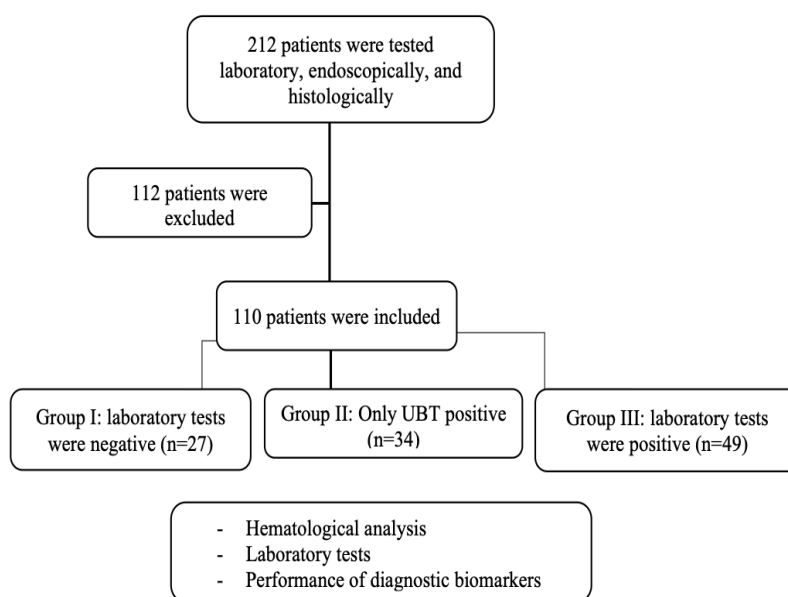 212 patients were tested
laboratory, endoscopically, and
histologically
112 patients were
excluded
110 patients were included
Group I: laboratory tests
were negative (n=27)
Group II: Only UBT positive
(n=34)
Group III: laboratory tests
were positive (n=49)
- Hematological analysis
- Laboratory tests
- Performance of diagnostic biomarkers